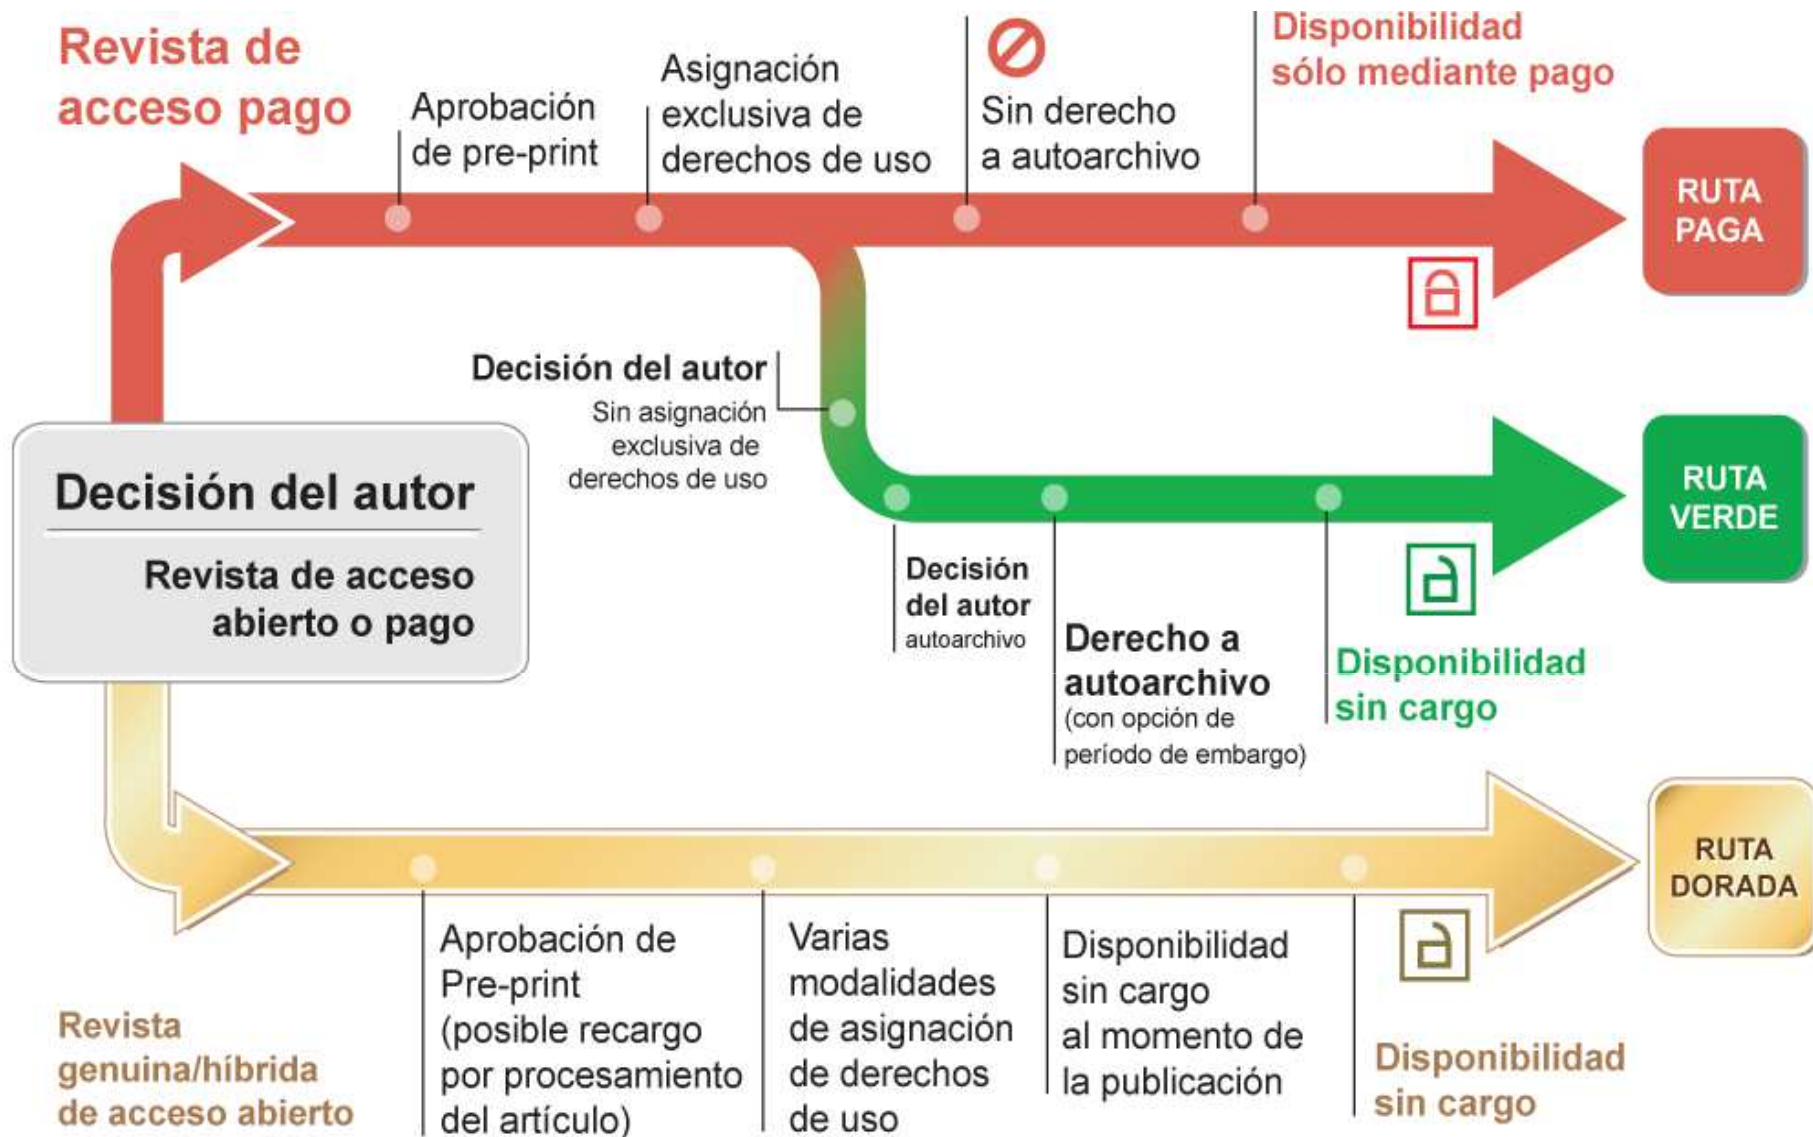 Revista de
acceso pago
Aprobación
de pre-print
Asignación
exclusiva de
derechos de uso
Sin derecho
a autoarchivo
Disponibilidad
sólo mediante pago
RUTA
PAGA
Decisión del autor
Sin asignación
exclusiva de
derechos de uso
Decisión del autor
Revista de acceso
abierto o pago
Decisión
del autor
autoarchivo
Derecho a
autoarchivo
(con opción de
período de embargo)
Disponibilidad
sin cargo
RUTA
VERDE
Revista
genuina/híbrida
de acceso abierto
Aprobación de
Pre-print
(posible recargo
por procesamiento
del artículo)
Varias
modalidades
de asignación
de derechos
de uso
Disponibilidad
sin cargo
al momento de
la publicación
Disponibilidad
sin cargo
RUTA
DORADA